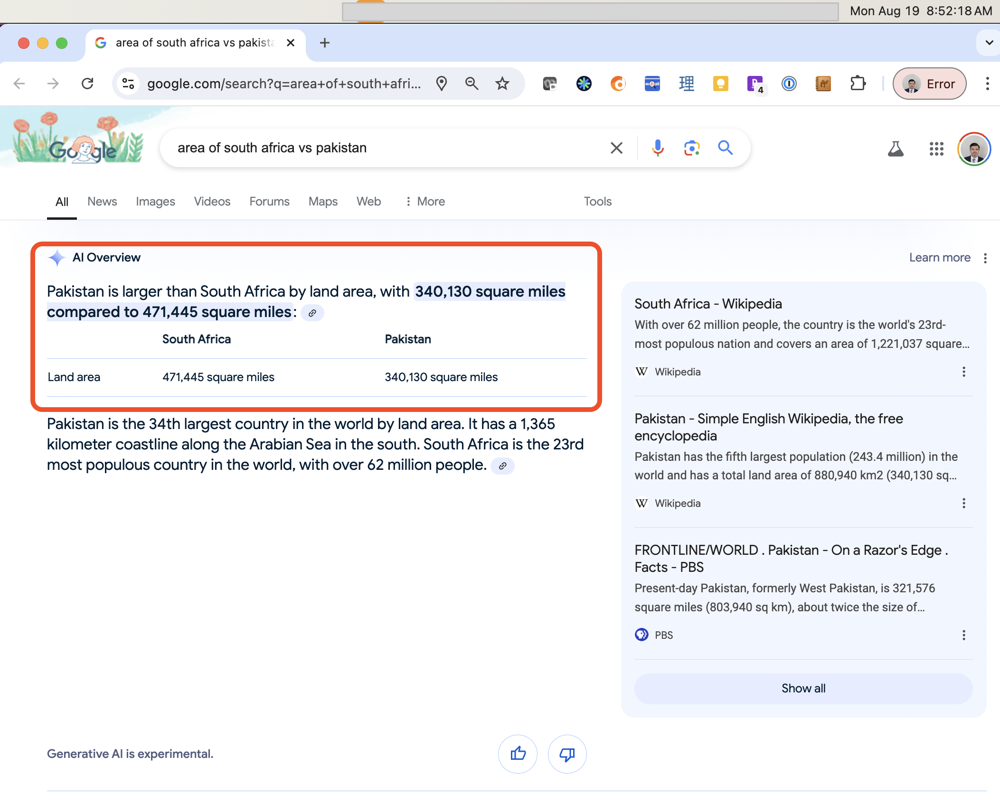 Mon Aug 19 8:52:18 AM
area of south africa vs pakista
google.com/search?q=area+of+south+afri...
4
Error
Google
area of south africa vs pakistan
All News Images Videos Forums Maps Web More Tools
AI Overview
Learn more
Pakistan is larger than South Africa by land area, with 340,130 square miles
compared to 471,445 square miles:
South Africa Pakistan
Land area 471,445 square miles 340,130 square miles
Pakistan is the 34th largest country in the world by land area. It has a 1,365
kilometer coastline along the Arabian Sea in the south. South Africa is the 23rd
most populous country in the world, with over 62 million people.
South Africa - Wikipedia
With over 62 million people, the country is the world's 23rd-
most populous nation and covers an area of 1,221,037 square...
W Wikipedia
Pakistan - Simple English Wikipedia, the free
encyclopedia
Pakistan has the fifth largest population (243.4 million) in the
world and has a total land area of 880,940 km2 (340,130 sq...
W Wikipedia
FRONTLINE/WORLD . Pakistan - On a Razor's Edge .
Facts - PBS
Present-day Pakistan, formerly West Pakistan, is 321,576
square miles (803,940 sq km), about twice the size of...
PBS
Show all
Generative AI is experimental.